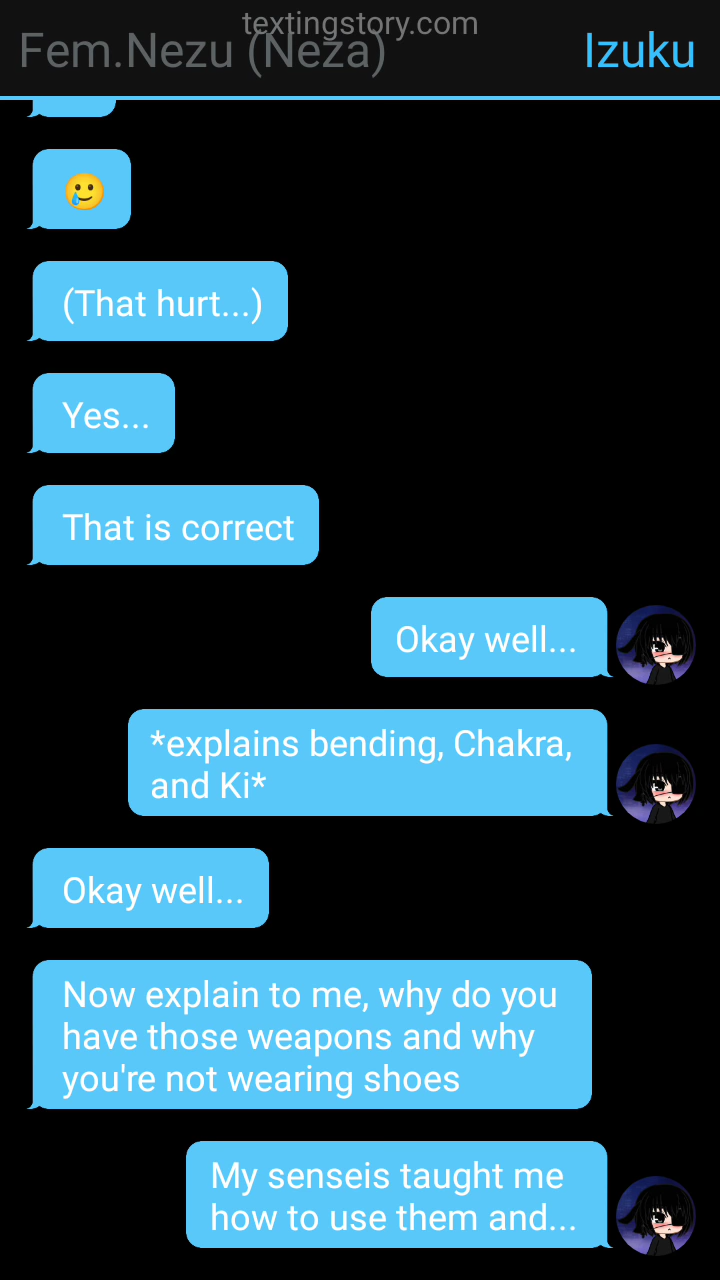 textingstory.com
Fem.Nezu (Neza)
Izuku
🥲
(That hurt...)
Yes...
That is correct
Okay well...
*explains bending, Chakra,
and Ki*
Okay well...
Now explain to me, why do you
have those weapons and why
you're not wearing shoes
My senseis taught me
how to use them and...